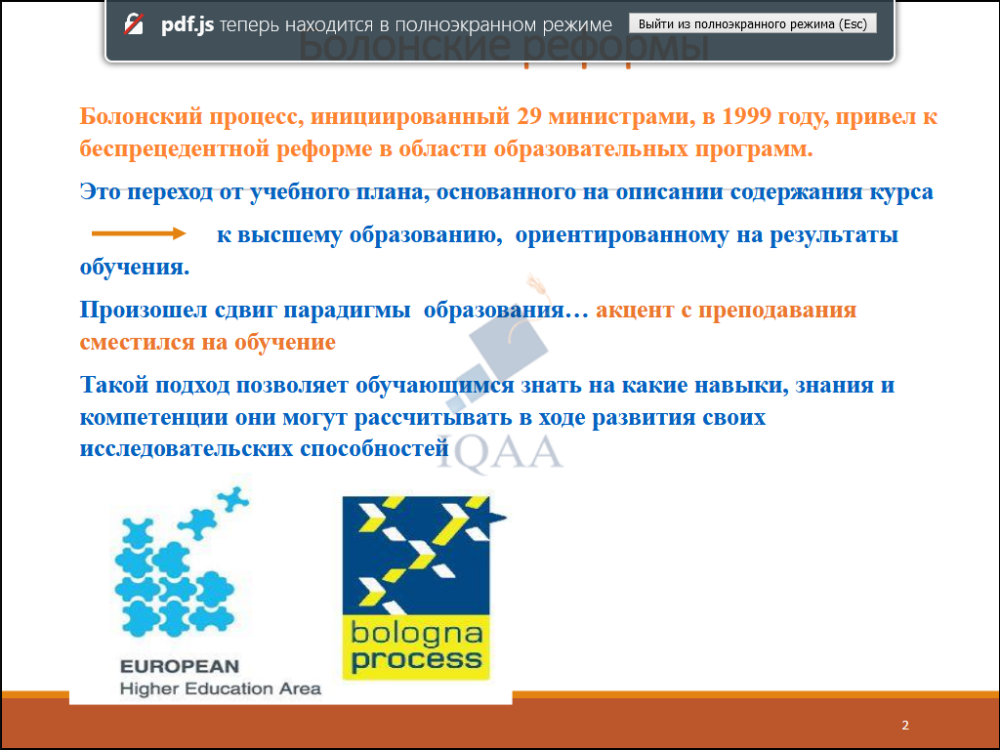 pdf.js теперь находится в полноэкранном режиме
Выйти из полноэкранного режима (Esc)
Болонские реформы
Болонский процесс, инициированный 29 министрами, в 1999 году, привел к
беспрецедентной реформе в области образовательных программ.
Это переход от учебного плана, основанного на описании содержания курса
к высшему образованию, ориентированному на результаты
обучения.
Произошел сдвиг парадигмы образования… акцент с преподавания
сместился на обучение
Такой подход позволяет обучающимся знать на какие навыки, знания и
компетенции они могут рассчитывать в ходе развития своих
исследовательских способностей
IQAA
EUROPEAN
Higher Education Area
bologna
process
2